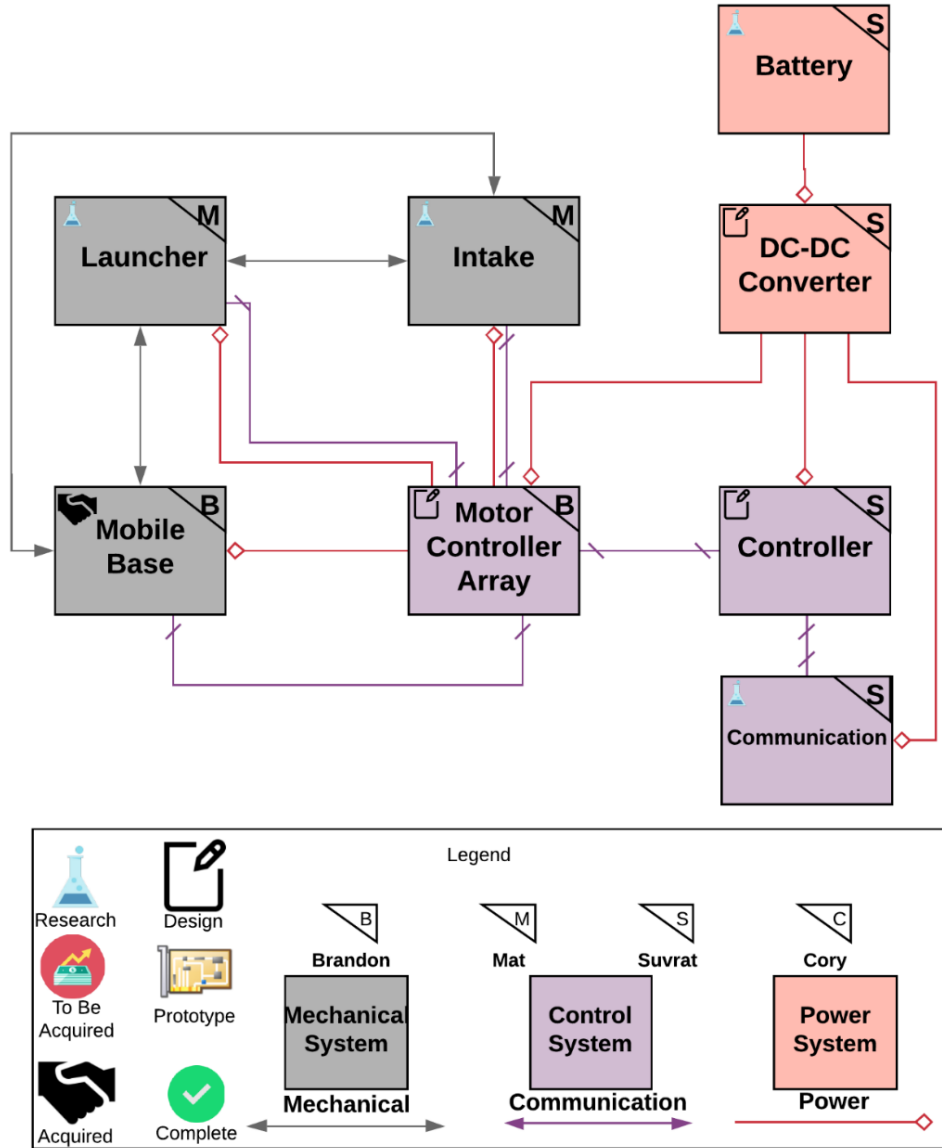 S
Battery
M
Launcher
M
Intake
S
DC-DC
Converter
B
Mobile
Base
B
Motor
Controller
Array
S
Controller
S
Communication
Legend
Research
Design
B
Brandon
M
Mat
S
Suvrat
C
Cory
To Be
Acquired
Prototype
Mechanical
System
Control
System
Power
System
Acquired
Complete
Mechanical
Communication
Power